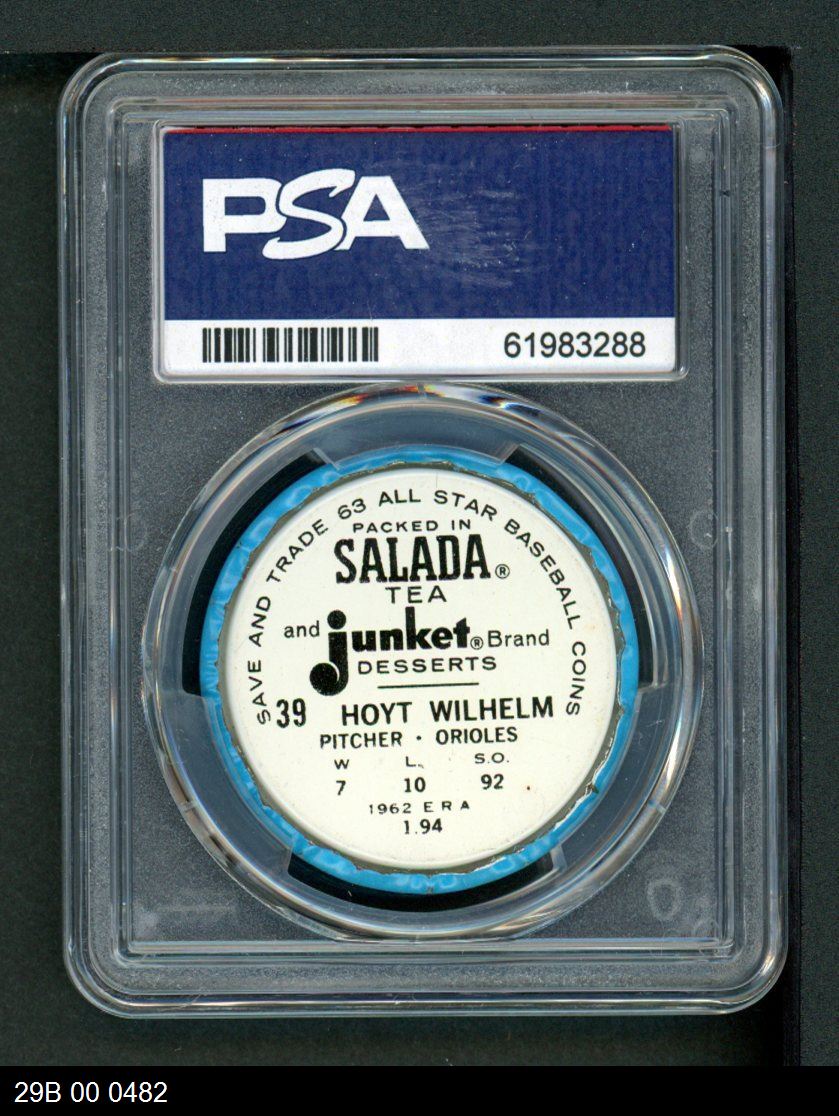 PSA
61983288
SAVE AND TRADE 63 ALL STAR BASEBALL COINS
PACKED IN
SALADA®
TEA
and junket® Brand
DESSERTS
39 HOYT WILHELM
PITCHER · ORIOLES
W L. S.O.
7 10 92
1962 ERA
1.94
29B 00 0482